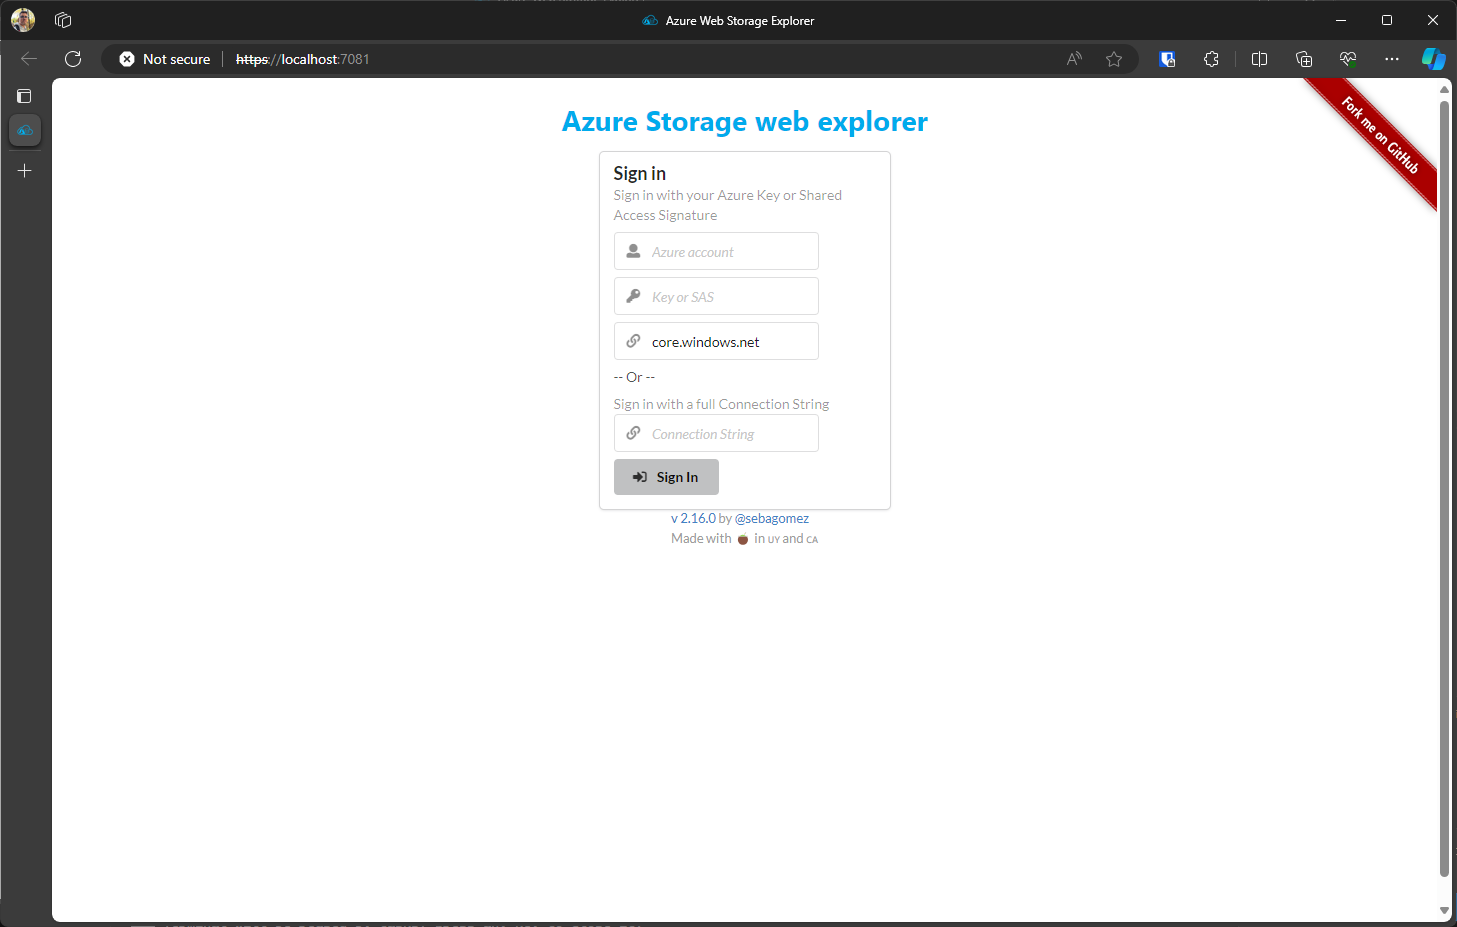 Azure Web Storage Explorer
Not secure
https://localhost:7081
Fork me on GitHub
Azure Storage web explorer
Sign in
Sign in with your Azure Key or Shared
Access Signature
Azure account
Key or SAS
core.windows.net
-- Or --
Sign in with a full Connection String
Connection String
Sign In
v 2.16.0 by @sebagomez
Made with in UY and CA